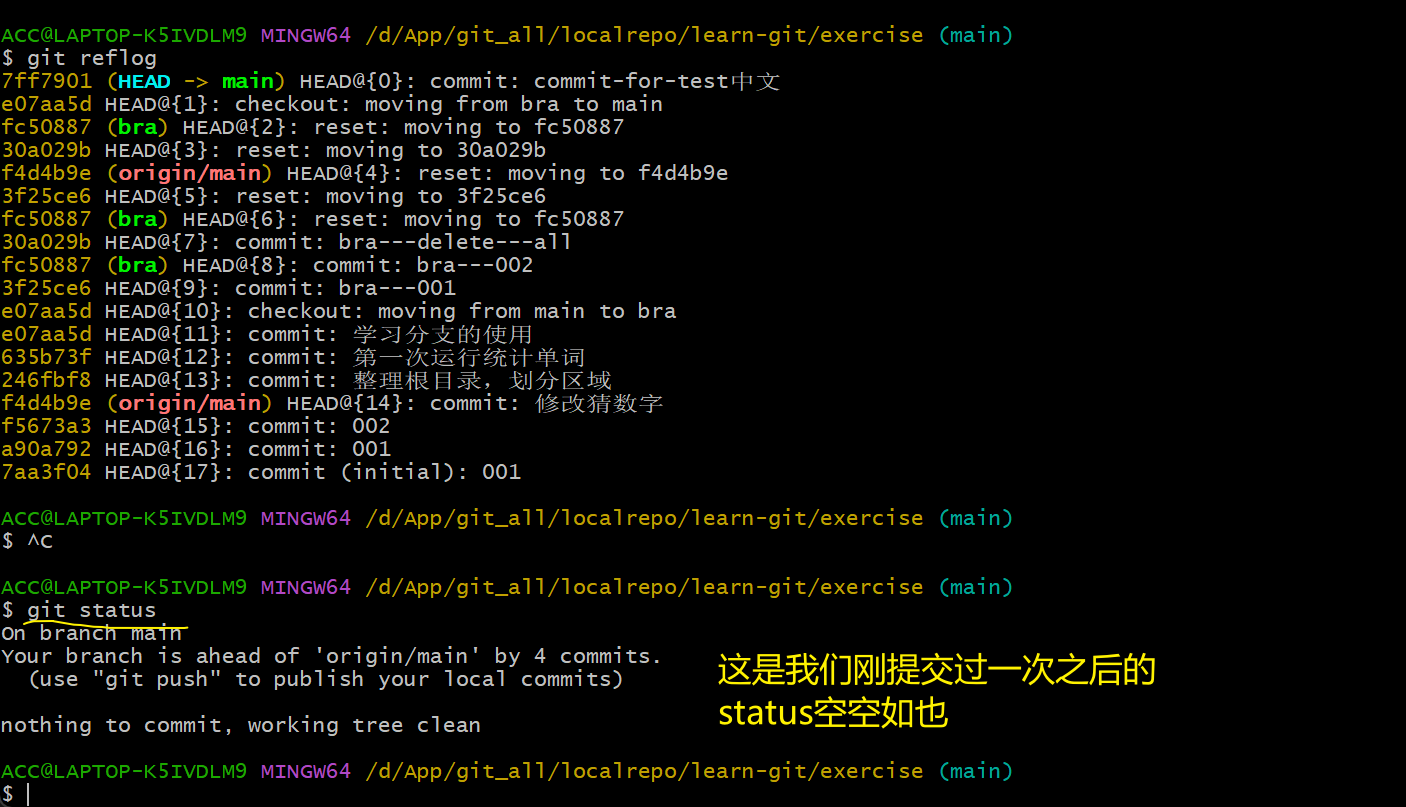 ACC@LAPTOP-K5IVDLM9 MINGW64 /d/App/git_all/localrepo/learn-git/exercise (main)
$ git reflog
7ff7901 (HEAD -> main) HEAD@{0}: commit: commit-for-test中文
e07aa5d HEAD@{1}: checkout: moving from bra to main
fc50887 (bra) HEAD@{2}: reset: moving to fc50887
30a029b HEAD@{3}: reset: moving to 30a029b
f4d4b9e (origin/main) HEAD@{4}: reset: moving to f4d4b9e
3f25ce6 HEAD@{5}: reset: moving to 3f25ce6
fc50887 (bra) HEAD@{6}: reset: moving to fc50887
30a029b HEAD@{7}: commit: bra---delete---all
fc50887 (bra) HEAD@{8}: commit: bra---002
3f25ce6 HEAD@{9}: commit: bra---001
e07aa5d HEAD@{10}: checkout: moving from main to bra
e07aa5d HEAD@{11}: commit: 学习分支的使用
635b73f HEAD@{12}: commit: 第一次运行统计单词
246fbf8 HEAD@{13}: commit: 整理根目录，划分区域
f4d4b9e (origin/main) HEAD@{14}: commit: 修改猜数字
f5673a3 HEAD@{15}: commit: 002
a90a792 HEAD@{16}: commit: 001
7aa3f04 HEAD@{17}: commit (initial): 001
ACC@LAPTOP-K5IVDLM9 MINGW64 /d/App/git_all/localrepo/learn-git/exercise (main)
$ ^C
ACC@LAPTOP-K5IVDLM9 MINGW64 /d/App/git_all/localrepo/learn-git/exercise (main)
$ git status
On branch main
Your branch is ahead of 'origin/main' by 4 commits.
(use "git push" to publish your local commits)
这是我们刚提交过一次之后的
status空空如也
nothing to commit, working tree clean
ACC@LAPTOP-K5IVDLM9 MINGW64 /d/App/git_all/localrepo/learn-git/exercise (main)
$